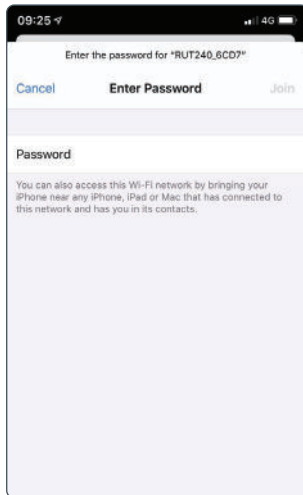 09:25 4G
Enter the password for "RUT240_6CD7"
Cancel Enter Password Join
Password
You can also access this Wi-Fi network by bringing your
iPhone near any iPhone, iPad or Mac that has connected to
this network and has you in its contacts.